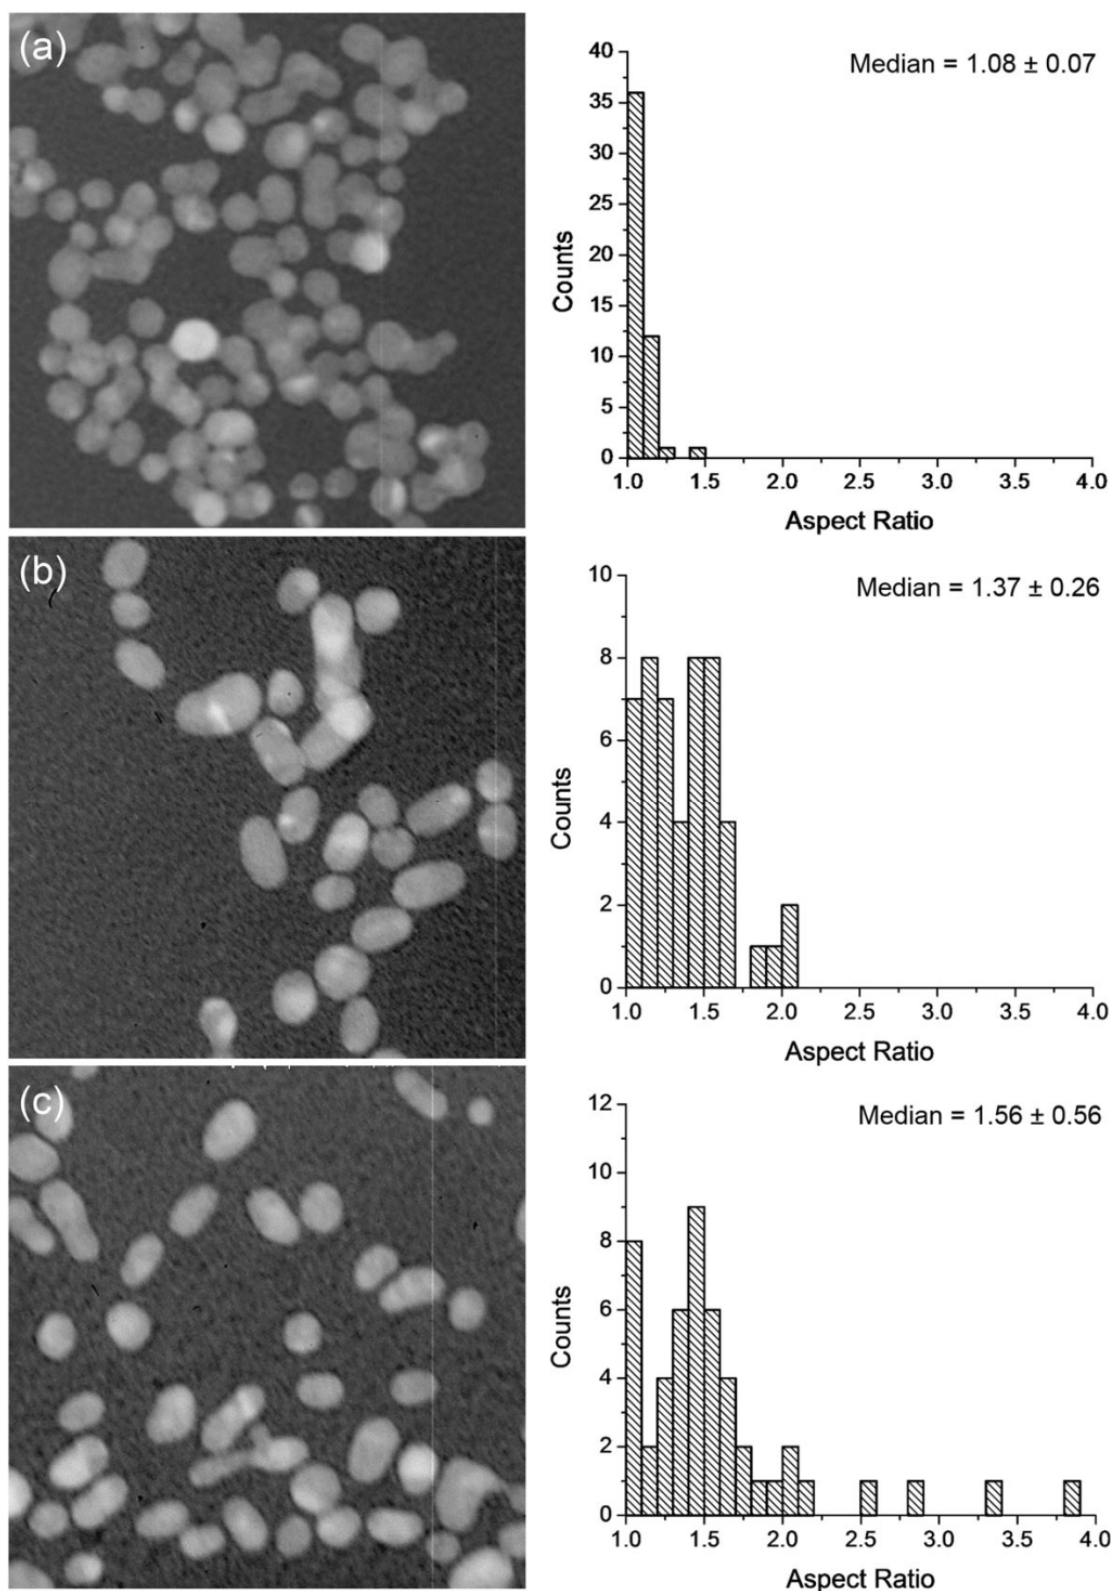 (a)
Median = 1.08 ± 0.07
40
35
30
25
20
15
10
5
0
Counts
1.0 1.5 2.0 2.5 3.0 3.5 4.0
Aspect Ratio
(b)
Median = 1.37 ± 0.26
10
8
6
4
2
0
Counts
1.0 1.5 2.0 2.5 3.0 3.5 4.0
Aspect Ratio
(c)
Median = 1.56 ± 0.56
12
10
8
6
4
2
0
Counts
1.0 1.5 2.0 2.5 3.0 3.5 4.0
Aspect Ratio